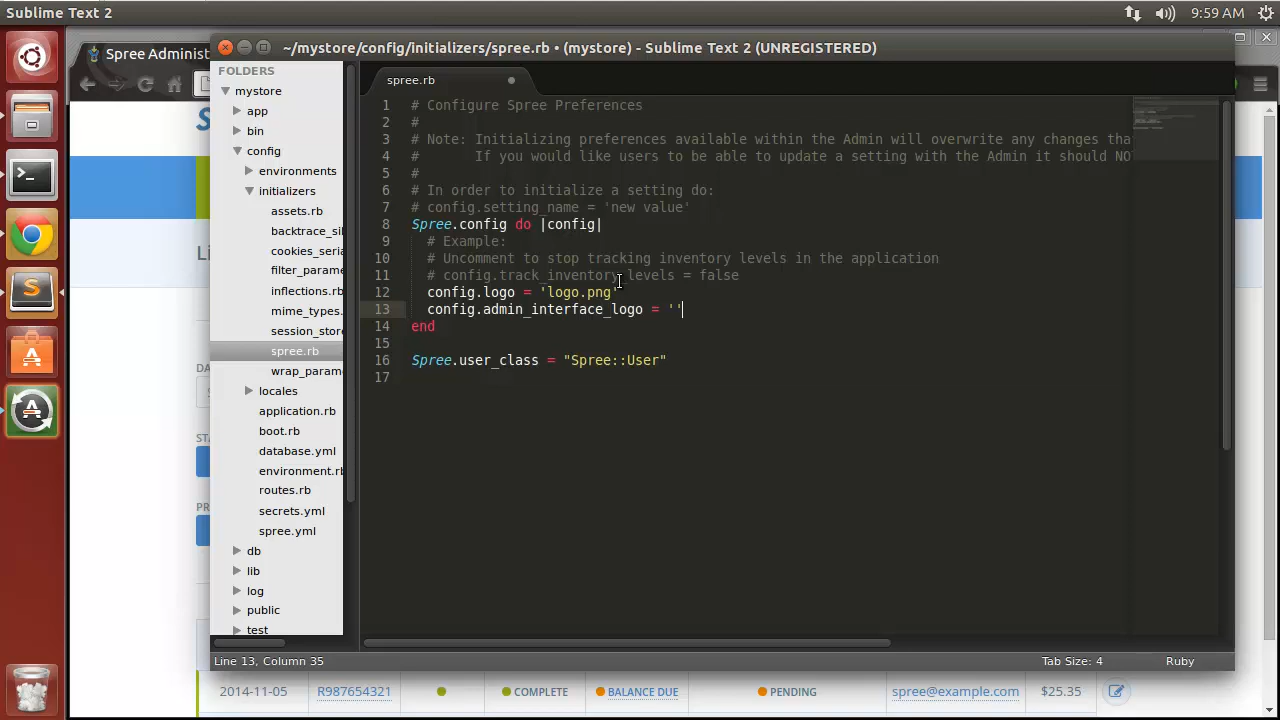 Sublime Text 2
9:59 AM
Spree Administ
~/mystore/config/initializers/spree.rb • (mystore) - Sublime Text 2 (UNREGISTERED)
FOLDERS
mystore
app
bin
config
environments
initializers
assets.rb
backtrace_sil
cookies_seria
filter_parame
inflections.rb
mime_types.
session_store
spree.rb
wrap_parame
locales
application.rb
boot.rb
database.yml
environment.rb
routes.rb
secrets.yml
spree.yml
db
lib
log
public
test
spree.rb
1 # Configure Spree Preferences
2 #
3 # Note: Initializing preferences available within the Admin will overwrite any changes tha
4 #       If you would like users to be able to update a setting with the Admin it should NO
5 #
6 # In order to initialize a setting do:
7 # config.setting_name = 'new value'
8 Spree.config do |config|
9   # Example:
10   # Uncomment to stop tracking inventory levels in the application
11   # config.track_inventory_levels = false
12   config.logo = 'logo.png'
13   config.admin_interface_logo = ''
14 end
15
16 Spree.user_class = "Spree::User"
17
Line 13, Column 35
Tab Size: 4
Ruby
2014-11-05 R987654321 COMPLETE BALANCE DUE PENDING spree@example.com $25.35